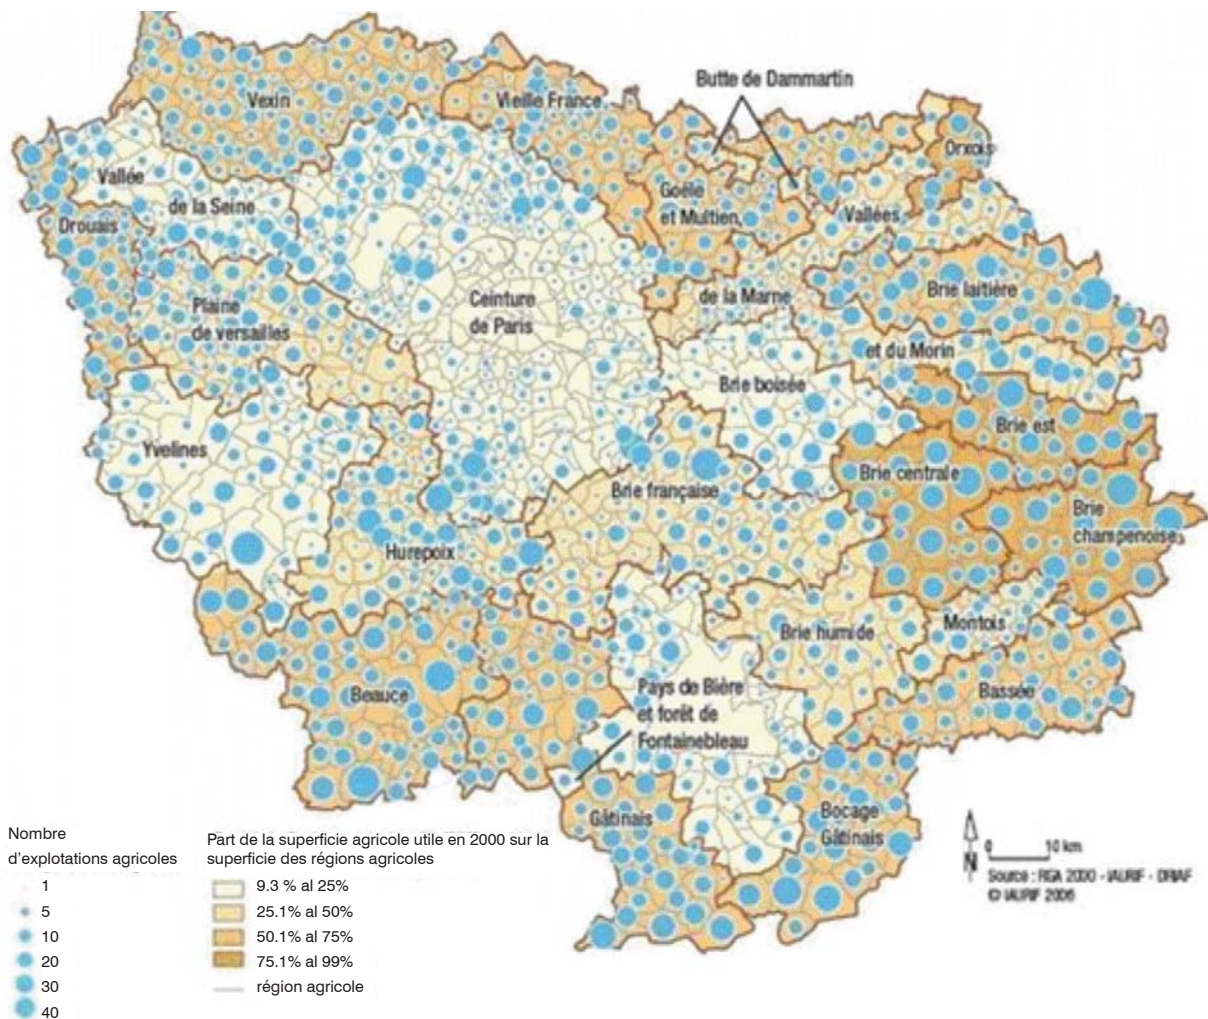 Butte de Dammartin
Vexin
Vieille France
Orxois
Vallée
de la Seine
Goële
et Multien
Vallées
Drouais
Plaine
de versailles
Ceinture
de Paris
de la Marne
Brie laitière
et du Morin
Brie boisée
Yvelines
Brie est
Brie centrale
Brie française
Brie
champenoise
Hurepoix
Brie humide
Montois
Beauce
Pays de Bière
et forêt de
Fontainebleau
Bassée
Gâtinais
Bocage
Gâtinais
Nombre
d'explotations agricoles
1
5
10
20
30
40
Part de la superficie agricole utile en 2000 sur la
superficie des régions agricoles
9.3 % al 25%
25.1% al 50%
50.1% al 75%
75.1% al 99%
région agricole
N
0 10 km
Source : RGA 2000 - IAURIF - DRIAF
© IAURIF 2006